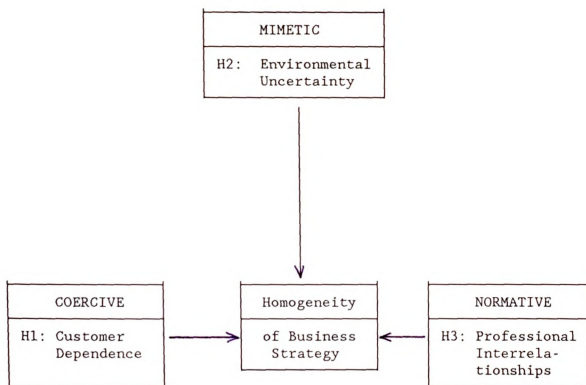 MIMETIC
H2: Environmental
Uncertainty
COERCIVE
H1: Customer
Dependence
Homogeneity
of Business
Strategy
NORMATIVE
H3: Professional
Interrela-
tionships